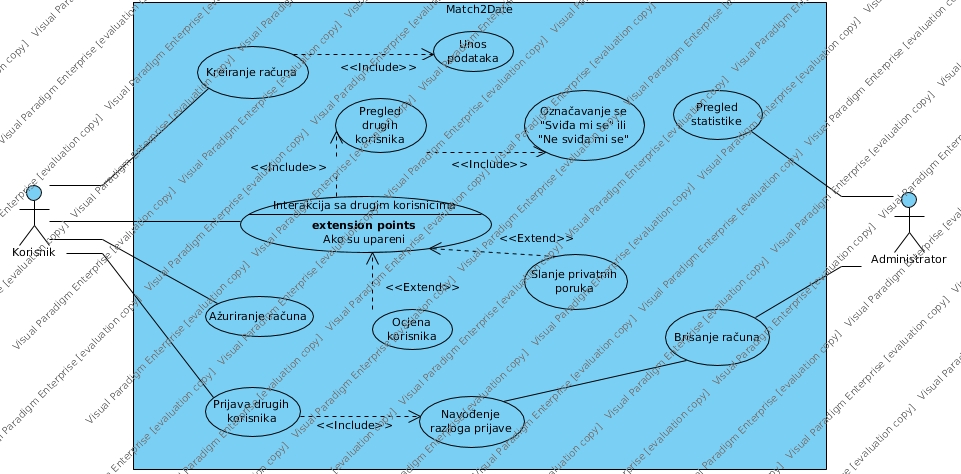 Match2Date
Kreiranje računa
<<Include>>
Unos
podataka
Pregled
drugih
korisnika
<<Include>>
Označavanje se
"Sviđa mi se" ili
"Ne sviđa mi se"
<<Include>>
Pregled
statistike
Interakcija sa drugim korisnicima
extension points
Ako su upareni
<<Extend>>
Slanje privatnih
poruka
<<Extend>>
Ocjena
korisnika
Korisnik
Administrator
Ažuriranje računa
Brisanje računa
Prijava drugih
korisnika
<<Include>>
Navođenje
razloga prijave
Visual Paradigm Enterprise [evaluation copy]